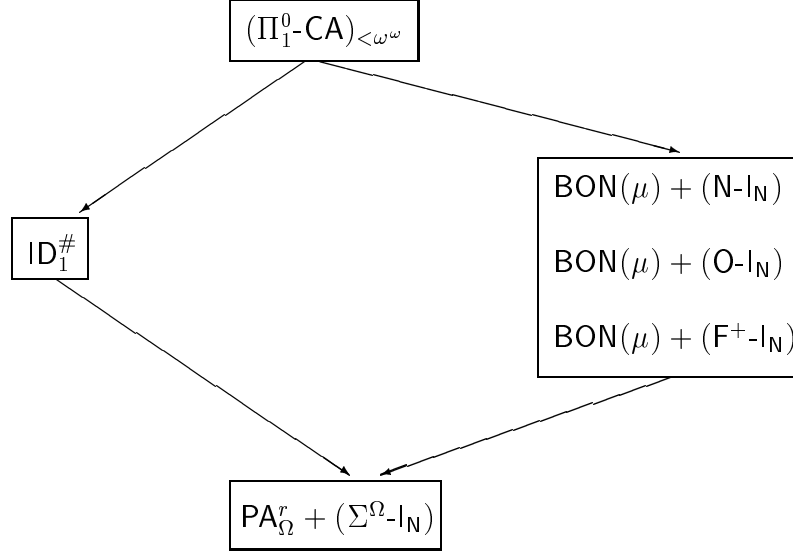 (Π⁰₁-CA)<ω^ω
BON(μ) + (N-I_N)
ID₁^#
BON(μ) + (O-I_N)
BON(μ) + (F⁺-I_N)
PA^r_Ω + (Σ^Ω-I_N)